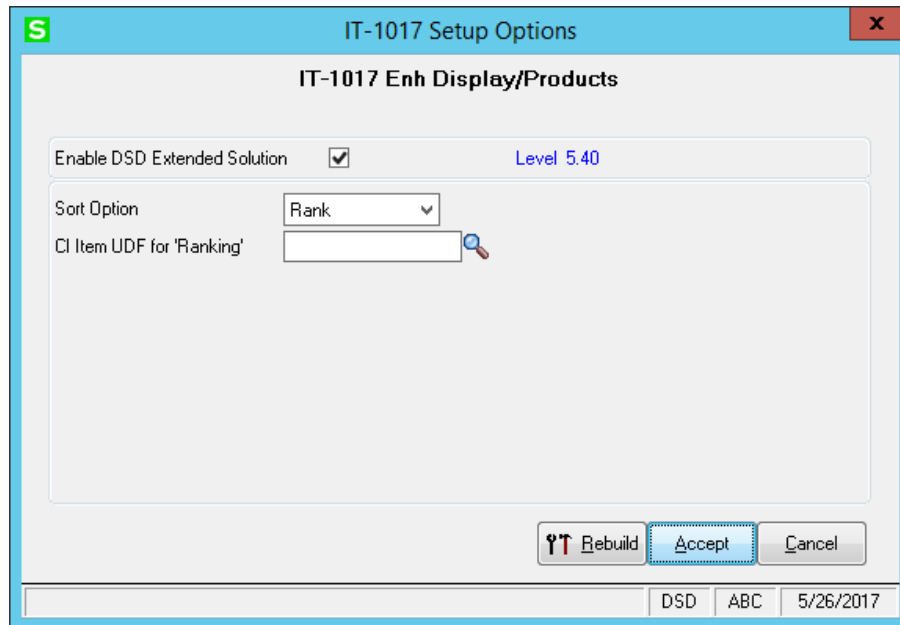 S IT-1017 Setup Options x
IT-1017 Enh Display/Products
Enable DSD Extended Solution Level 5.40
Sort Option Rank
CI Item UDF for 'Ranking'
Rebuild Accept Cancel
DSD ABC 5/26/2017